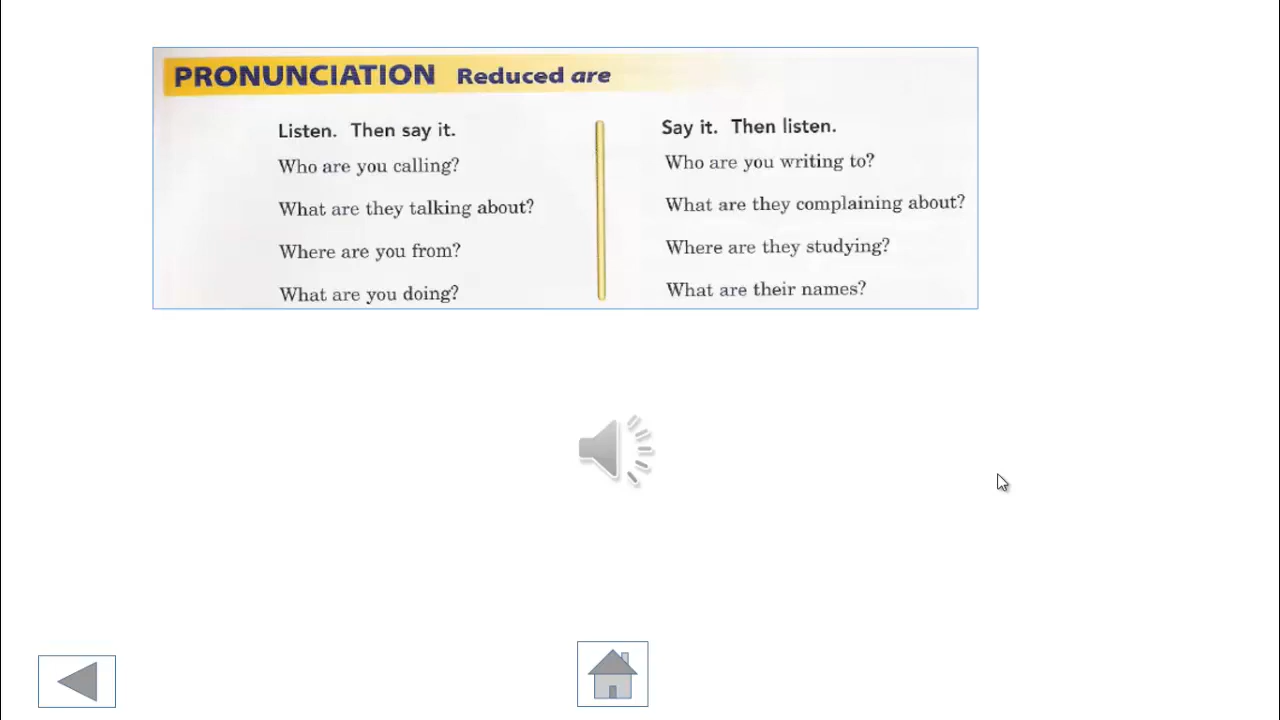 PRONUNCIATION Reduced are
Listen. Then say it.
Who are you calling?
What are they talking about?
Where are you from?
What are you doing?
Say it. Then listen.
Who are you writing to?
What are they complaining about?
Where are they studying?
What are their names?